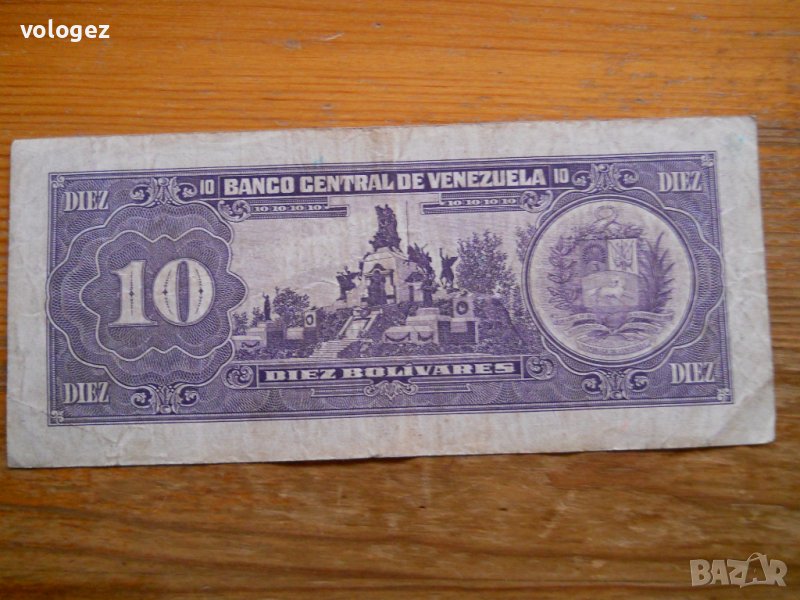 vologez
10 BANCO CENTRAL DE VENEZUELA 10
DIEZ DIEZ
10.10.10.10. 10.10.10.10
10
DIEZ BOLÍVARES
DIEZ DIEZ
BAZAR